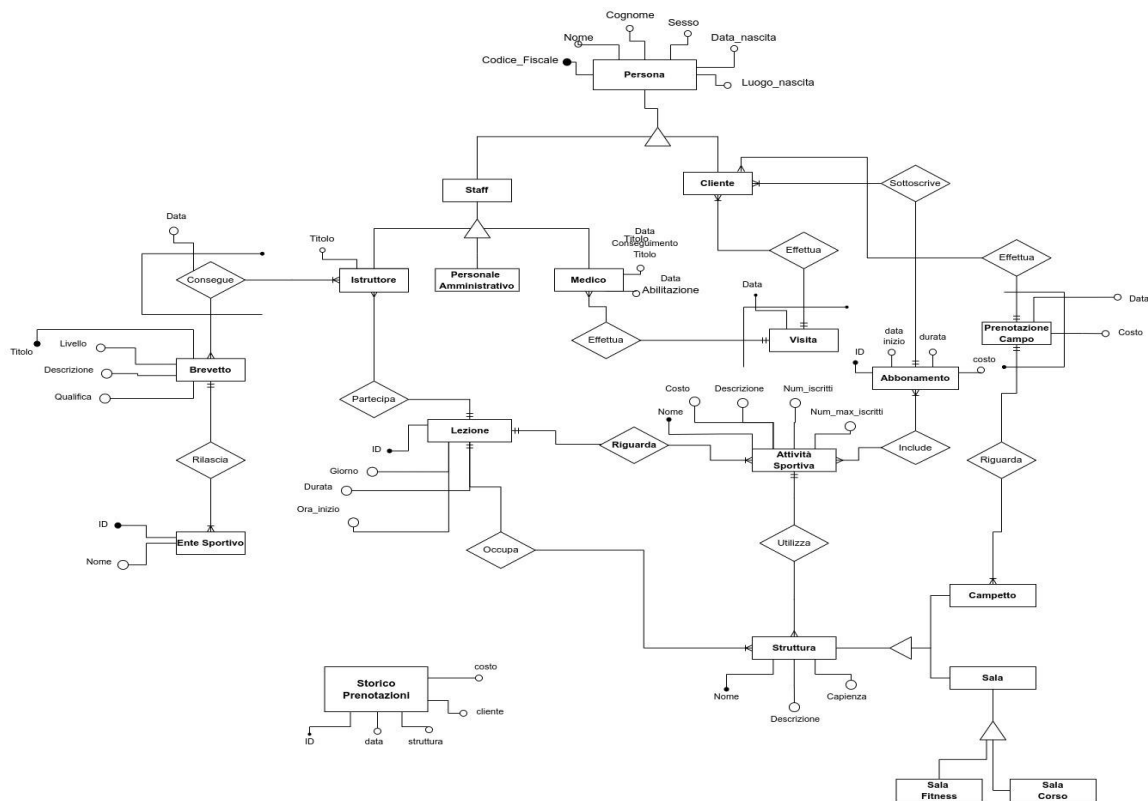 Cognome
Sesso
Nome
Data_nascita
Codice_Fiscale
Persona
Luogo_nascita
Staff
Cliente
Sottoscrive
Data
Titolo
Data
Titolo
Conseguimento
Titolo
Effettua
Effettua
Consegue
Istruttore
Personale
Amministrativo
Medico
Data
Abilitazione
Data
Data
Effettua
Visita
Prenotazione
Campo
Costo
Titolo
Livello
Descrizione
Qualifica
Brevetto
ID
data
inizio
durata
costo
Abbonamento
Partecipa
Lezione
ID
Giorno
Durata
Ora_inizio
Riguarda
Costo
Descrizione
Num_iscritti
Nome
Num_max_iscritti
Attività
Sportiva
Include
Riguarda
Rilascia
ID
Nome
Ente Sportivo
Occupa
Utilizza
Campetto
Struttura
Sala
Nome
Descrizione
Capienza
Storico
Prenotazioni
costo
cliente
ID
data
struttura
Sala
Fitness
Sala
Corso